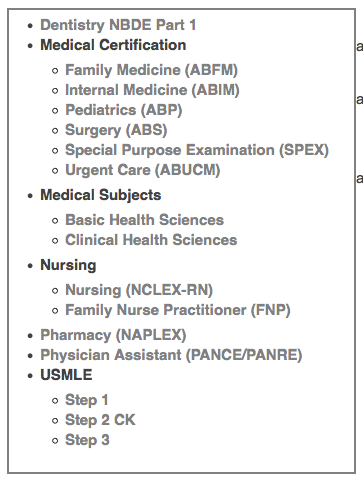 Dentistry NBDE Part 1
Medical Certification
Family Medicine (ABFM)
Internal Medicine (ABIM)
Pediatrics (ABP)
Surgery (ABS)
Special Purpose Examination (SPEX)
Urgent Care (ABUCM)
Medical Subjects
Basic Health Sciences
Clinical Health Sciences
Nursing
Nursing (NCLEX-RN)
Family Nurse Practitioner (FNP)
Pharmacy (NAPLEX)
Physician Assistant (PANCE/PANRE)
USMLE
Step 1
Step 2 CK
Step 3